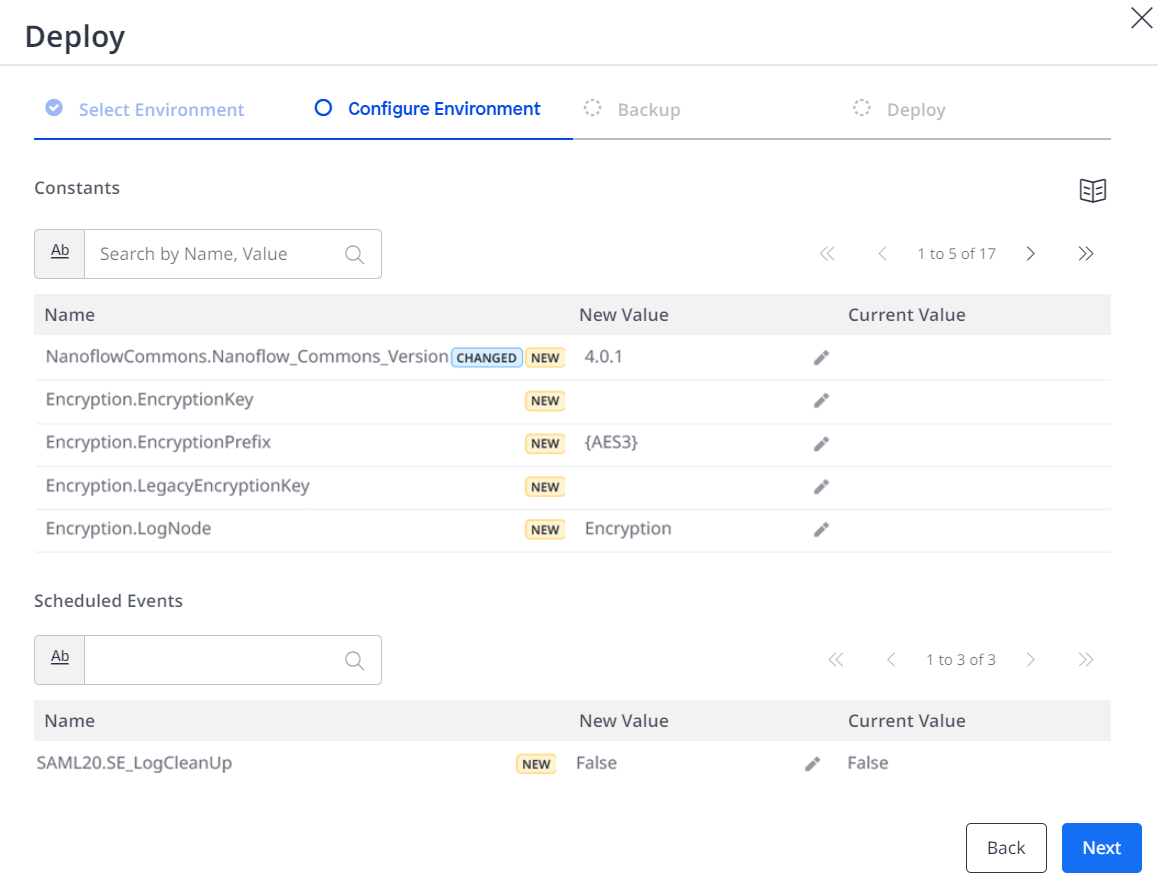 Deploy
Select Environment Configure Environment Backup Deploy
Constants
Ab Search by Name, Value 1 to 5 of 17
Name New Value Current Value
NanoflowCommons.Nanoflow_Commons_Version CHANGED NEW 4.0.1
Encryption.EncryptionKey NEW
Encryption.EncryptionPrefix NEW {AES3}
Encryption.LegacyEncryptionKey NEW
Encryption.LogNode NEW Encryption
Scheduled Events
Ab 1 to 3 of 3
Name New Value Current Value
SAML20.SE_LogCleanUp NEW False False
Back Next